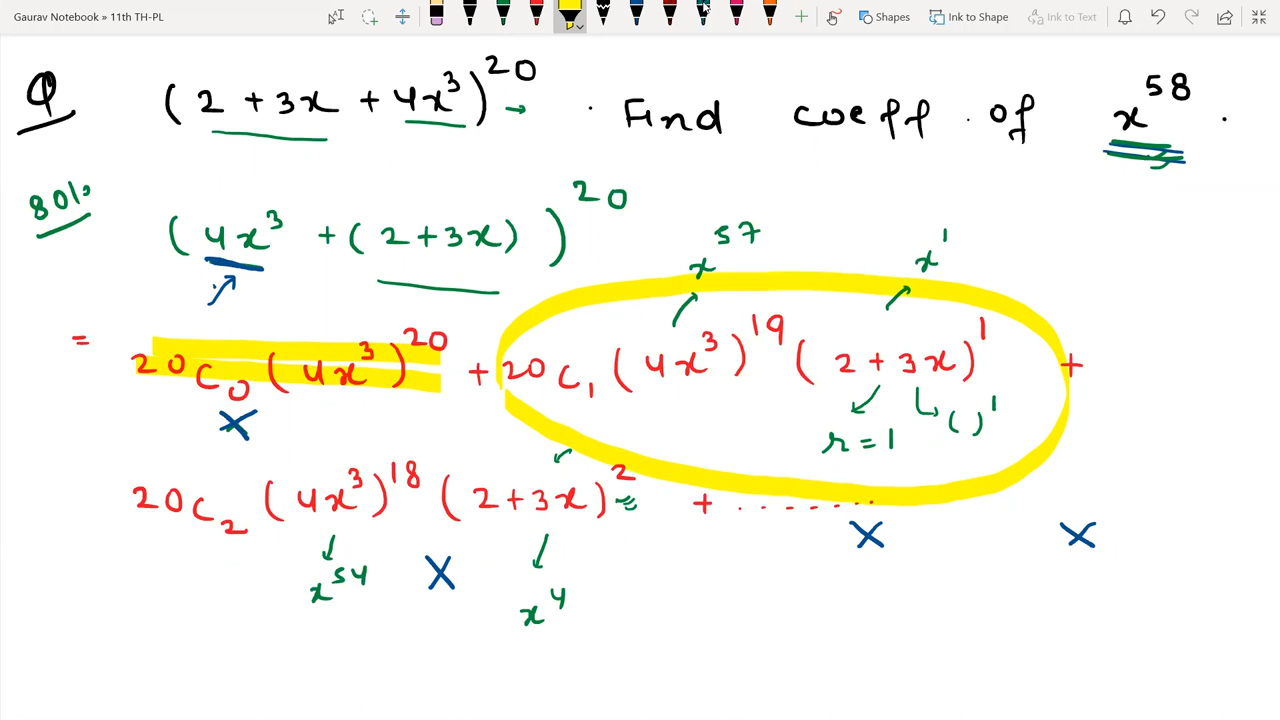 Gaurav Notebook » 11th TH-PL
Shapes Ink to Shape Ink to Text
Q (2 + 3x + 4x³)²⁰ → . Find coeff . of x⁵⁸ .
80%
(4x³ + (2 + 3x))²⁰
x⁵⁷ x¹
= 20C₀ (4x³)²⁰ + 20C₁ (4x³)¹⁹ (2 + 3x)¹ +
r = 1 ( )¹
20C₂ (4x³)¹⁸ (2 + 3x)² + .......
X X X X
x⁵⁴ x⁴